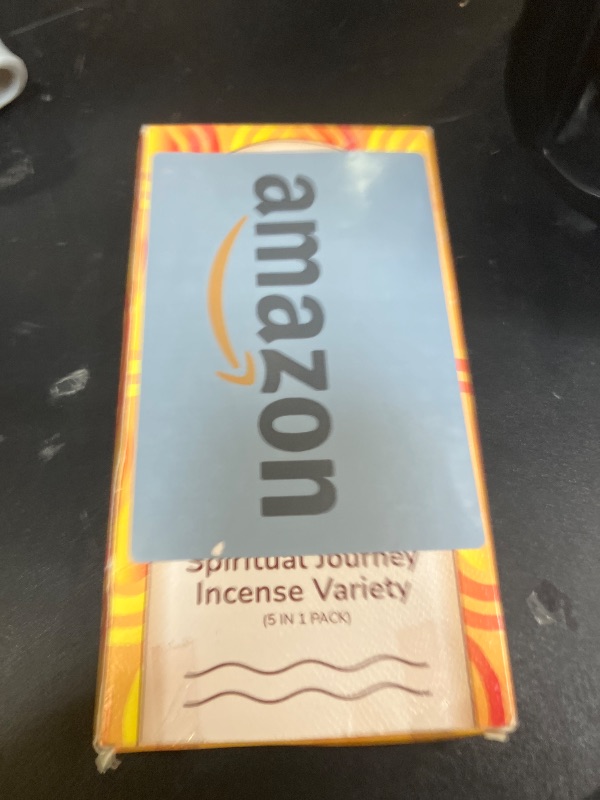 amazon
Spiritual Journey
Incense Variety
(5 IN 1 PACK)